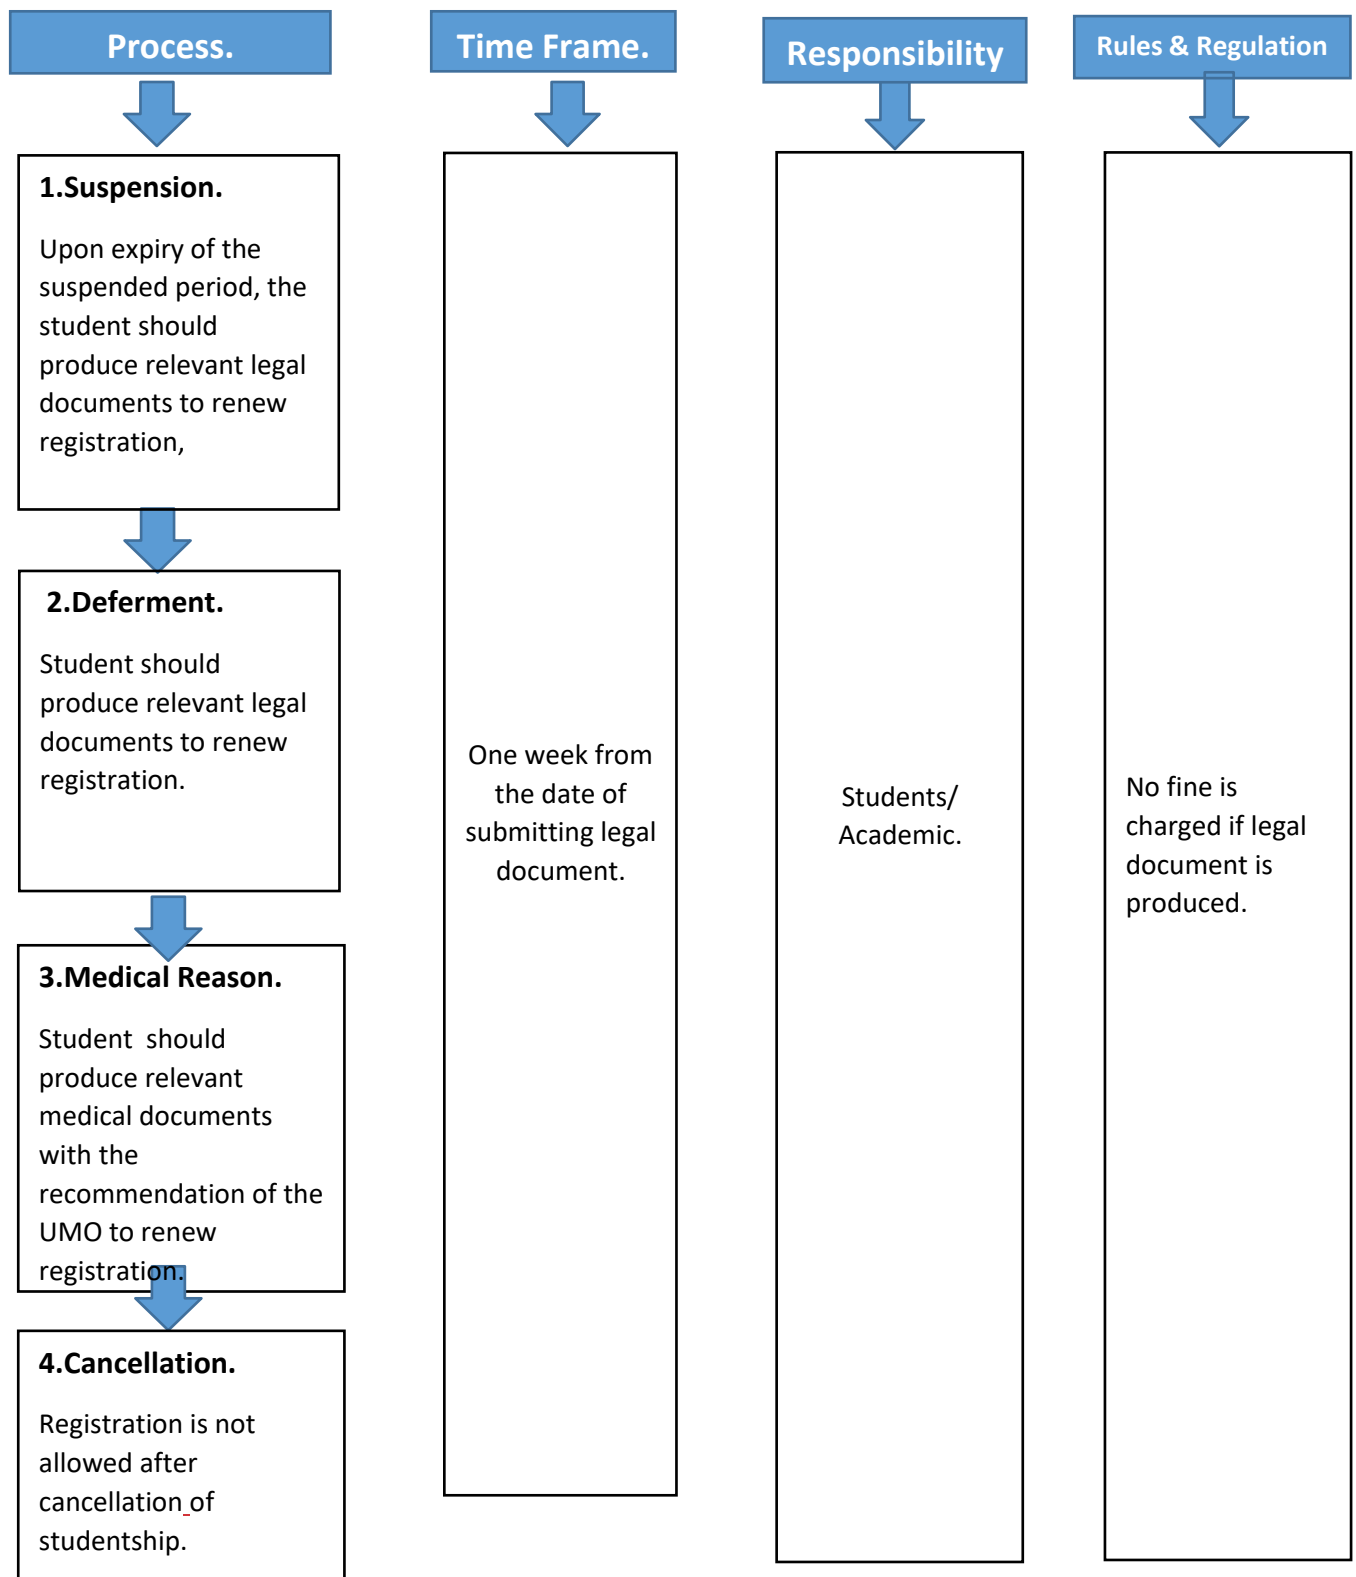 Process.
Time Frame.
Responsibility
Rules & Regulation
1.Suspension.
Upon expiry of the
suspended period, the
student should
produce relevant legal
documents to renew
registration,
2.Deferment.
Student should
produce relevant legal
documents to renew
registration.
3.Medical Reason.
Student  should
produce relevant
medical documents
with the
recommendation of the
UMO to renew
registration.
4.Cancellation.
Registration is not
allowed after
cancellation of
studentship.
One week from
the date of
submitting legal
document.
Students/
Academic.
No fine is
charged if legal
document is
produced.